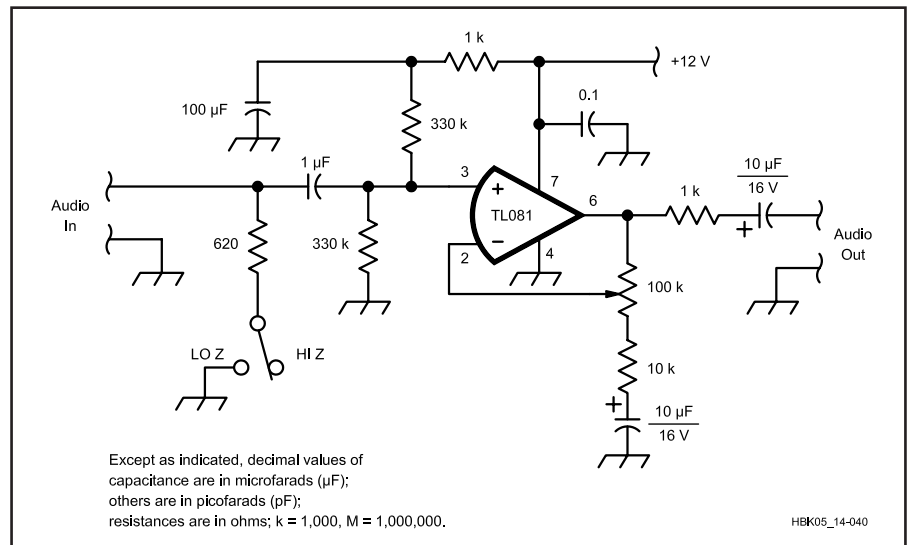 1 k
+12 V
100 µF
330 k
0.1
1 µF
3
7
10 µF
16 V
6
1 k
+
TL081
Audio
In
620
330 k
−
2
4
+
Audio
Out
100 k
LO Z
HI Z
10 k
+
10 µF
16 V
Except as indicated, decimal values of
capacitance are in microfarads (µF);
others are in picofarads (pF);
resistances are in ohms; k = 1,000, M = 1,000,000.
HBK05_14-040